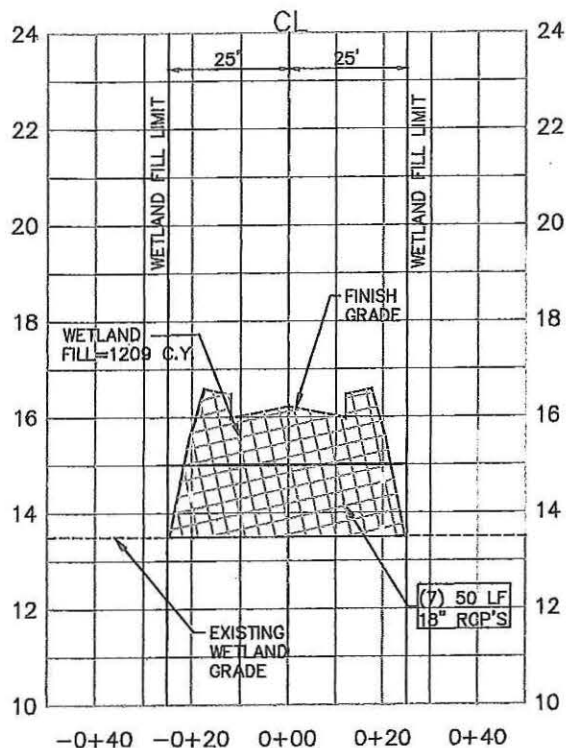 CL
24
24
25'
25'
WETLAND FILL LIMIT
WETLAND FILL LIMIT
22
22
20
20
18
18
FINISH
GRADE
WETLAND
FILL=1209 C.Y.
16
16
14
14
(7) 50 LF
18" RCP'S
12
12
EXISTING
WETLAND
GRADE
10
10
-0+40
-0+20
0+00
0+20